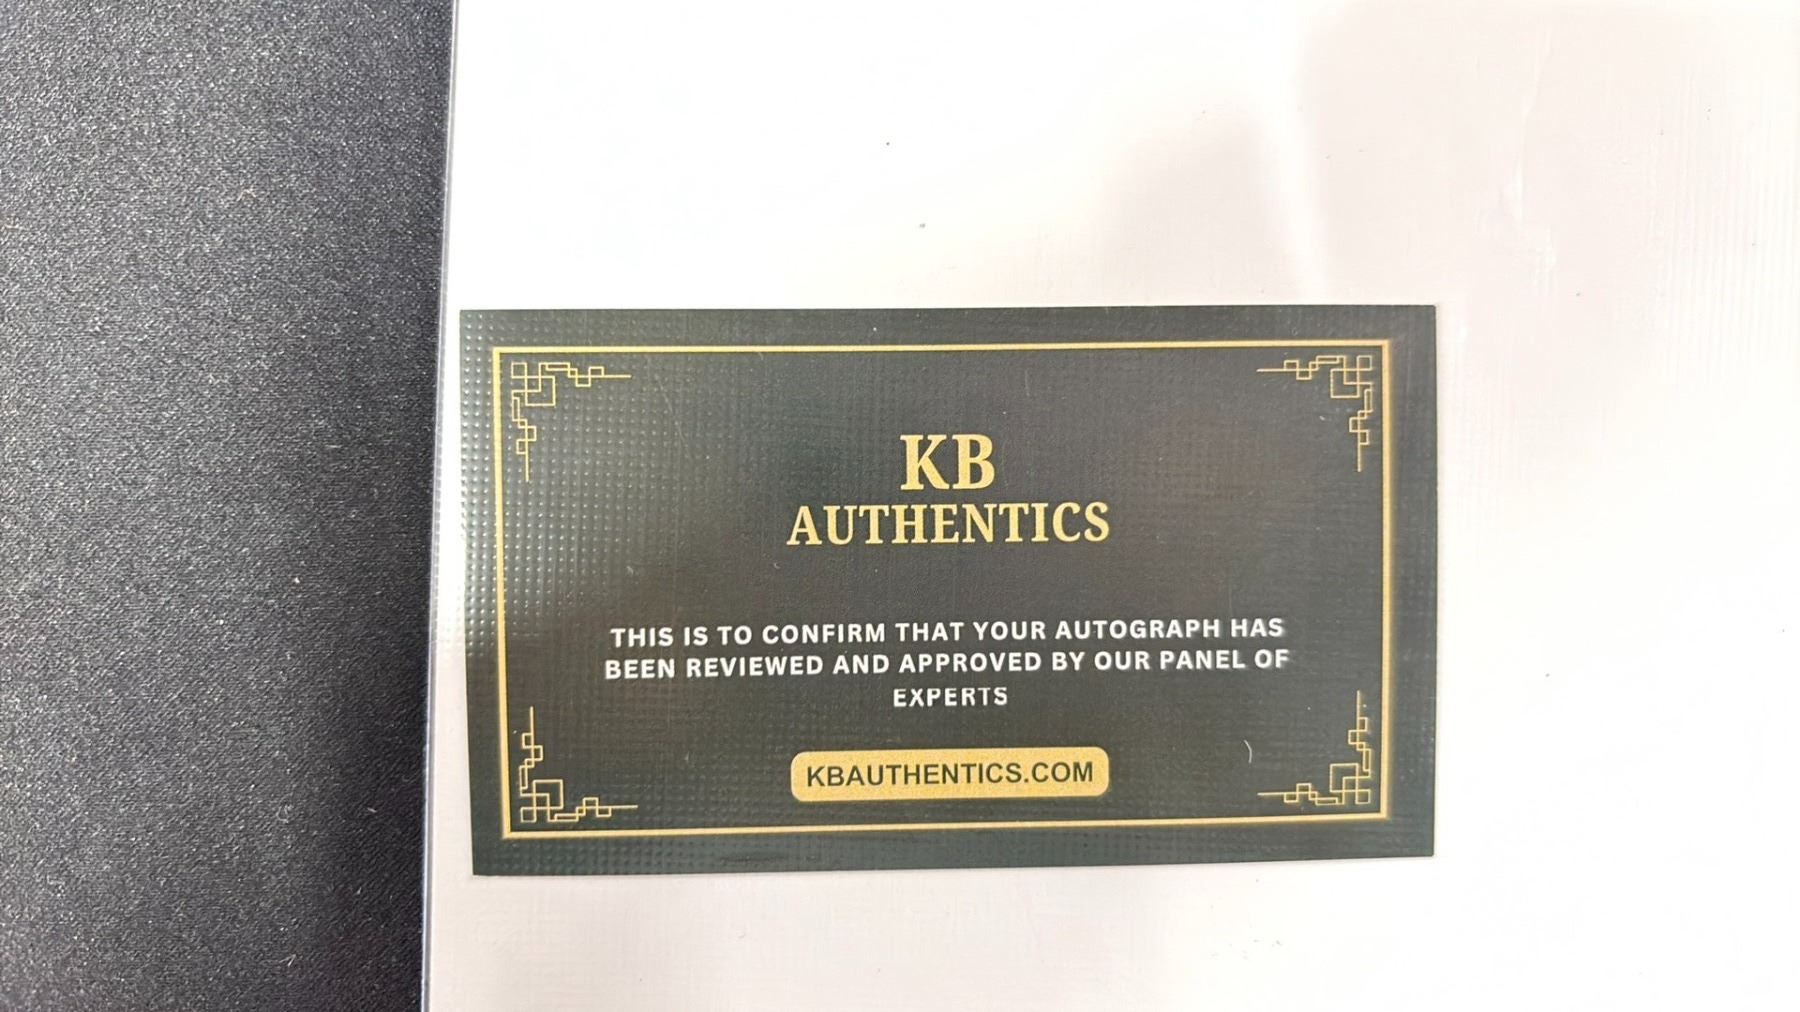 KB
AUTHENTICS
THIS IS TO CONFIRM THAT YOUR AUTOGRAPH HAS
BEEN REVIEWED AND APPROVED BY OUR PANEL OF
EXPERTS
KBAUTHENTICS.COM